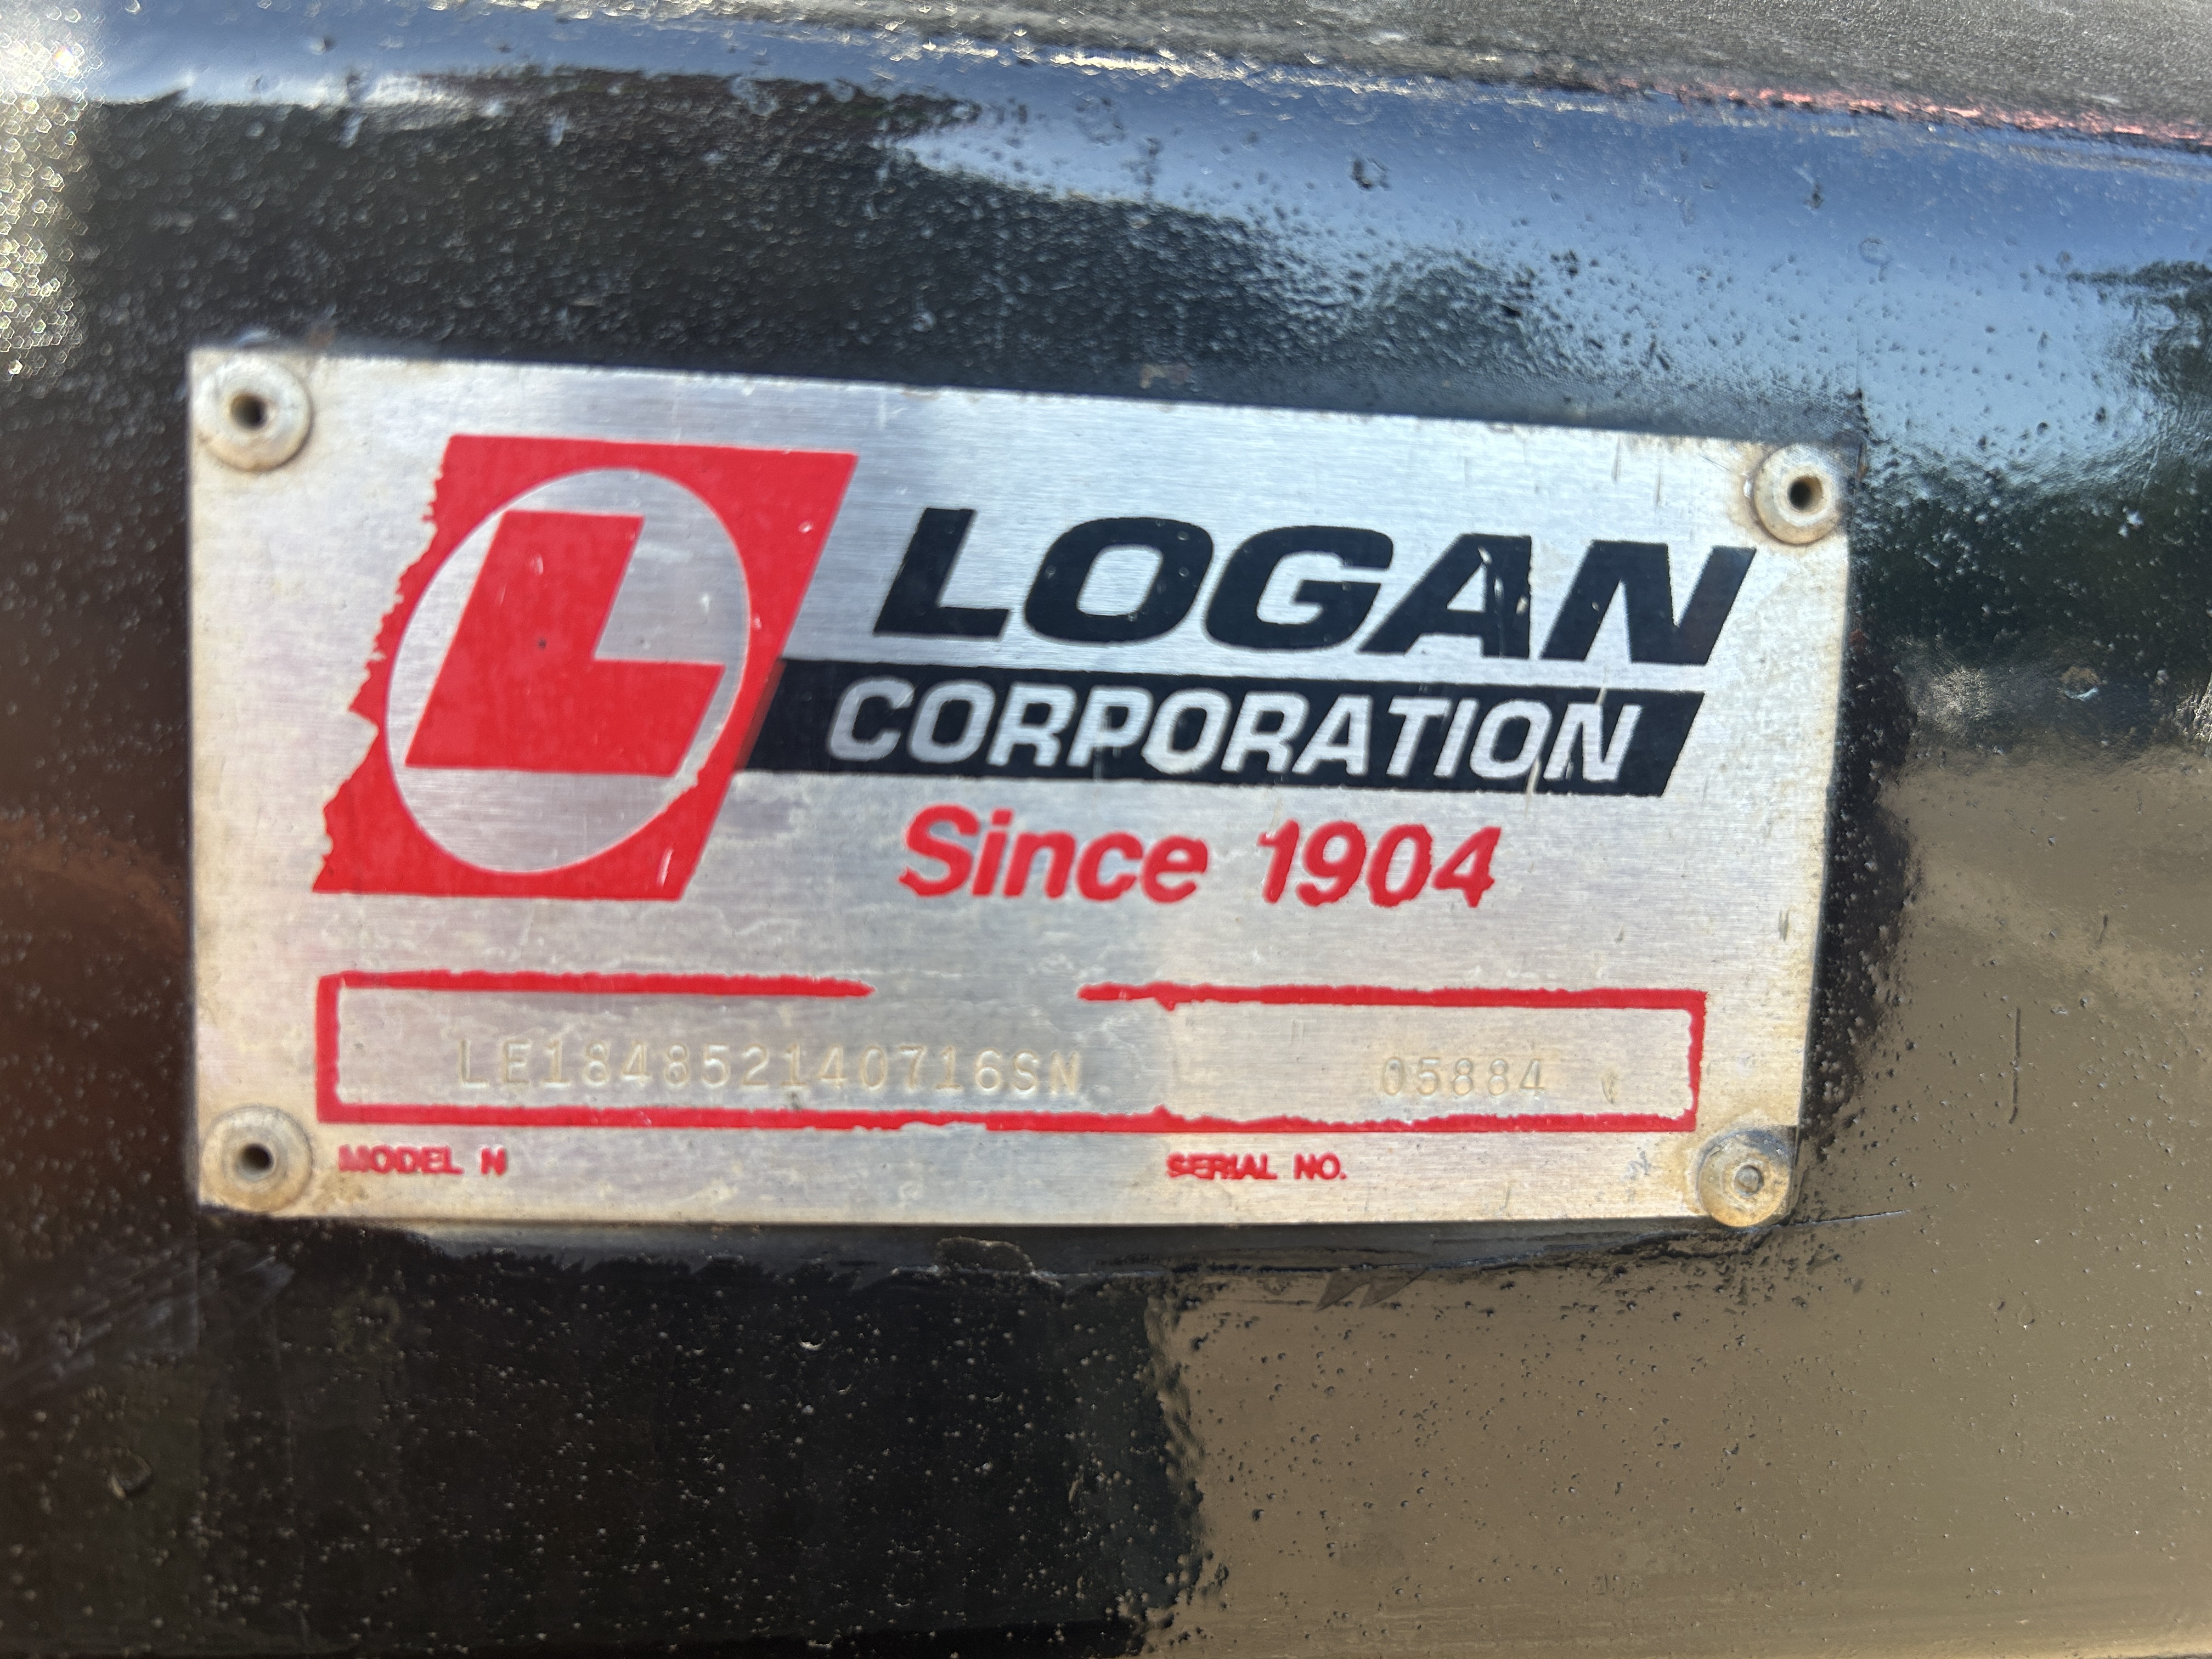 L
LOGAN
CORPORATION
Since 1904
LE184852140716SN 05884
MODEL N SERIAL NO.